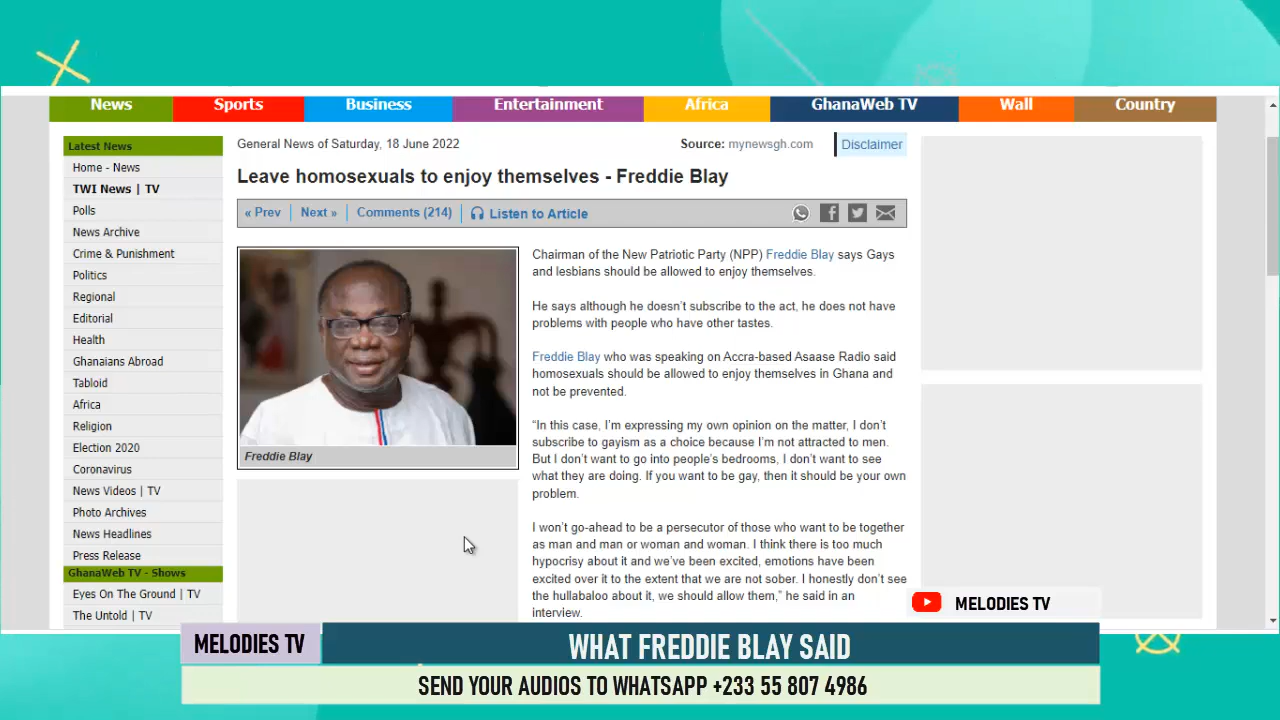 News Sports Business Entertainment Africa GhanaWeb TV Wall Country
Latest News
Home - News
TWI News | TV
Polls
News Archive
Crime & Punishment
Politics
Regional
Editorial
Health
Ghanaians Abroad
Tabloid
Africa
Religion
Election 2020
Coronavirus
News Videos | TV
Photo Archives
News Headlines
Press Release
GhanaWeb TV - Shows
Eyes On The Ground | TV
The Untold | TV
General News of Saturday, 18 June 2022
Source: mynewsgh.com
Disclaimer
Leave homosexuals to enjoy themselves - Freddie Blay
« Prev Next » Comments (214) Listen to Article
Freddie Blay
Chairman of the New Patriotic Party (NPP) Freddie Blay says Gays
and lesbians should be allowed to enjoy themselves.
He says although he doesn't subscribe to the act, he does not have
problems with people who have other tastes.
Freddie Blay who was speaking on Accra-based Asaase Radio said
homosexuals should be allowed to enjoy themselves in Ghana and
not be prevented.
“In this case, I'm expressing my own opinion on the matter, I don't
subscribe to gayism as a choice because I'm not attracted to men.
But I don't want to go into people's bedrooms, I don't want to see
what they are doing. If you want to be gay, then it should be your own
problem.
I won't go-ahead to be a persecutor of those who want to be together
as man and man or woman and woman. I think there is too much
hypocrisy about it and we've been excited, emotions have been
excited over it to the extent that we are not sober. I honestly don't see
the hullabaloo about it, we should allow them,” he said in an
interview.
MELODIES TV
MELODIES TV
WHAT FREDDIE BLAY SAID
SEND YOUR AUDIOS TO WHATSAPP +233 55 807 4986